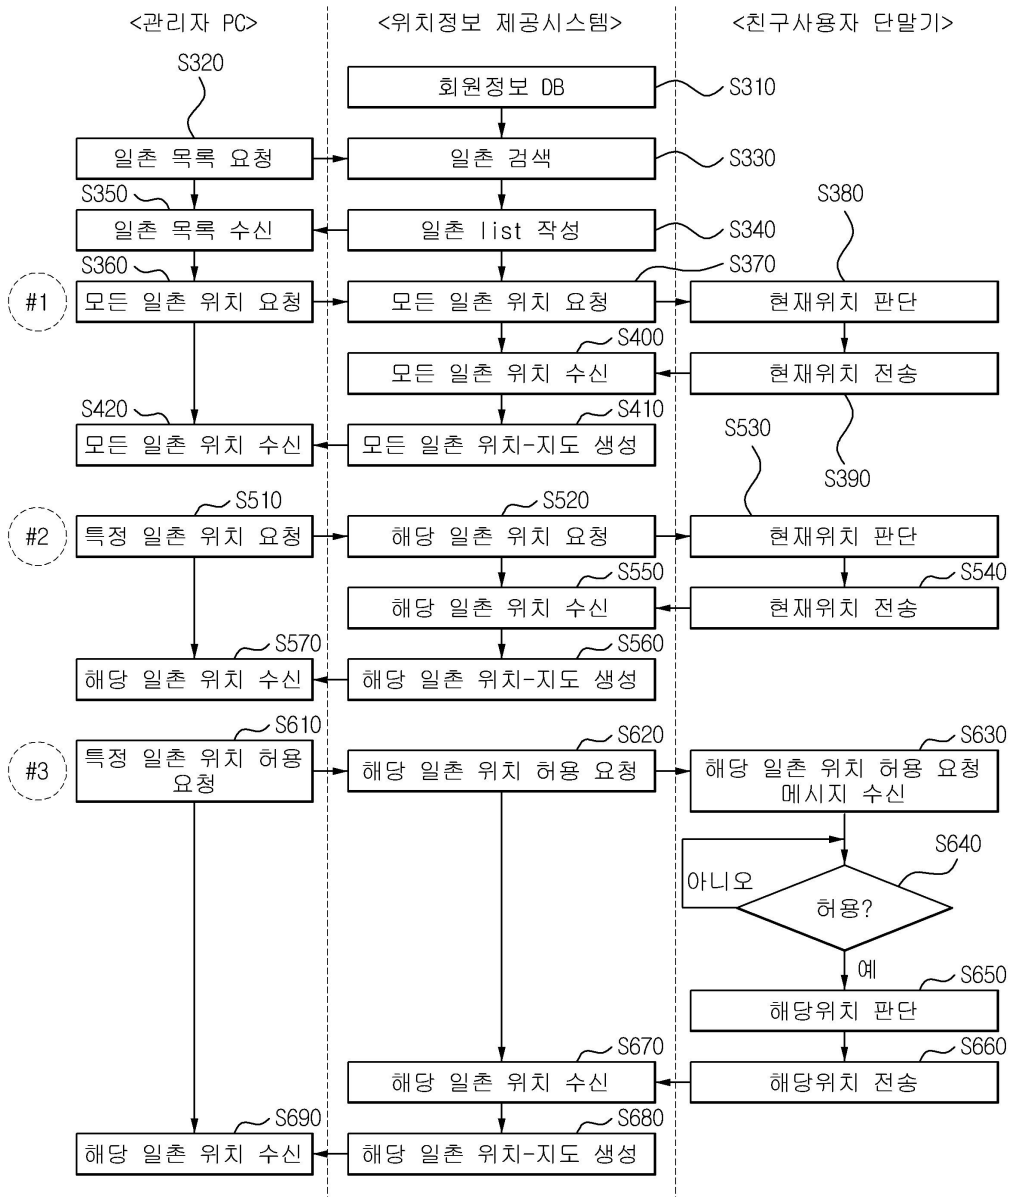 <관리자 PC> <위치정보 제공시스템> <친구사용자 단말기>
S320
회원정보 DB S310
일촌 목록 요청 일촌 검색 S330
S350 S380
일촌 목록 수신 일촌 list 작성 S340
S360 S370
#1 모든 일촌 위치 요청 모든 일촌 위치 요청 현재위치 판단
S400
모든 일촌 위치 수신 현재위치 전송
S420 S410
모든 일촌 위치 수신 모든 일촌 위치-지도 생성
S530
S390
S510 S520
#2 특정 일촌 위치 요청 해당 일촌 위치 요청 현재위치 판단
S550 S540
해당 일촌 위치 수신 현재위치 전송
S570 S560
해당 일촌 위치 수신 해당 일촌 위치-지도 생성
S610 S620 S630
#3 특정 일촌 위치 허용 요청 해당 일촌 위치 허용 요청 해당 일촌 위치 허용 요청
메시지 수신
S640
아니오
허용?
예
S650
해당위치 판단
S670 S660
해당 일촌 위치 수신 해당위치 전송
S690 S680
해당 일촌 위치 수신 해당 일촌 위치-지도 생성